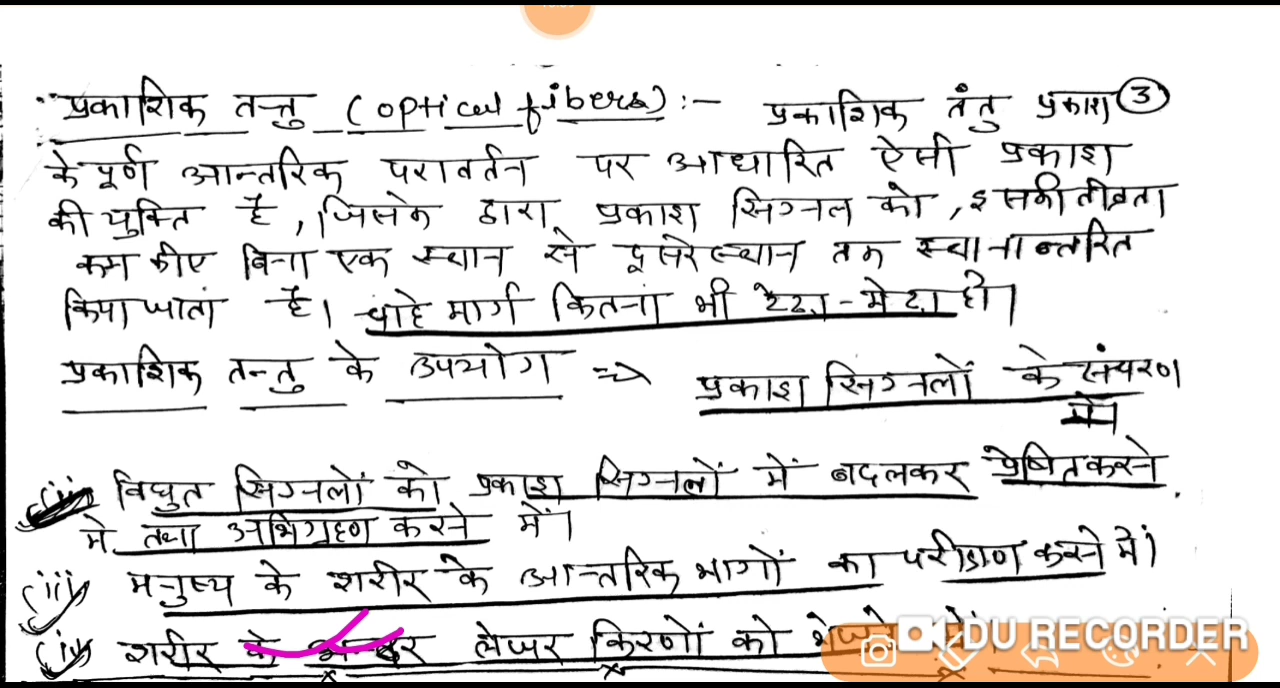 प्रकाशिक तन्तु (optical fibers) :- प्रकाशिक तंतु प्रकाश ③
के पूर्ण आन्तरिक परावर्तन पर आधारित ऐसी प्रकाश
की युक्ति है, जिसके द्वारा प्रकाश सिग्नल को, इसकी तीव्रता
कम कीए बिना एक स्थान से दूसरे स्थान तक स्थानान्तरित
किया जाता है। चाहे मार्ग कितना भी टेढ़ा-मेढ़ा हो।
प्रकाशिक तन्तु के उपयोग ⇒ प्रकाश सिग्नलों के संचरण
में।
(ii) विघुत सिग्नलों को प्रकाश सिग्नलों में बदलकर प्रेषित करने
मे तथा अभिग्रहण करने में।
(iii) मनुष्य के शरीर के आन्तरिक भागों का परीक्षण करने में।
(iv) शरीर के अन्दर लेजर किरणों को भेजने में।
DU RECORDER